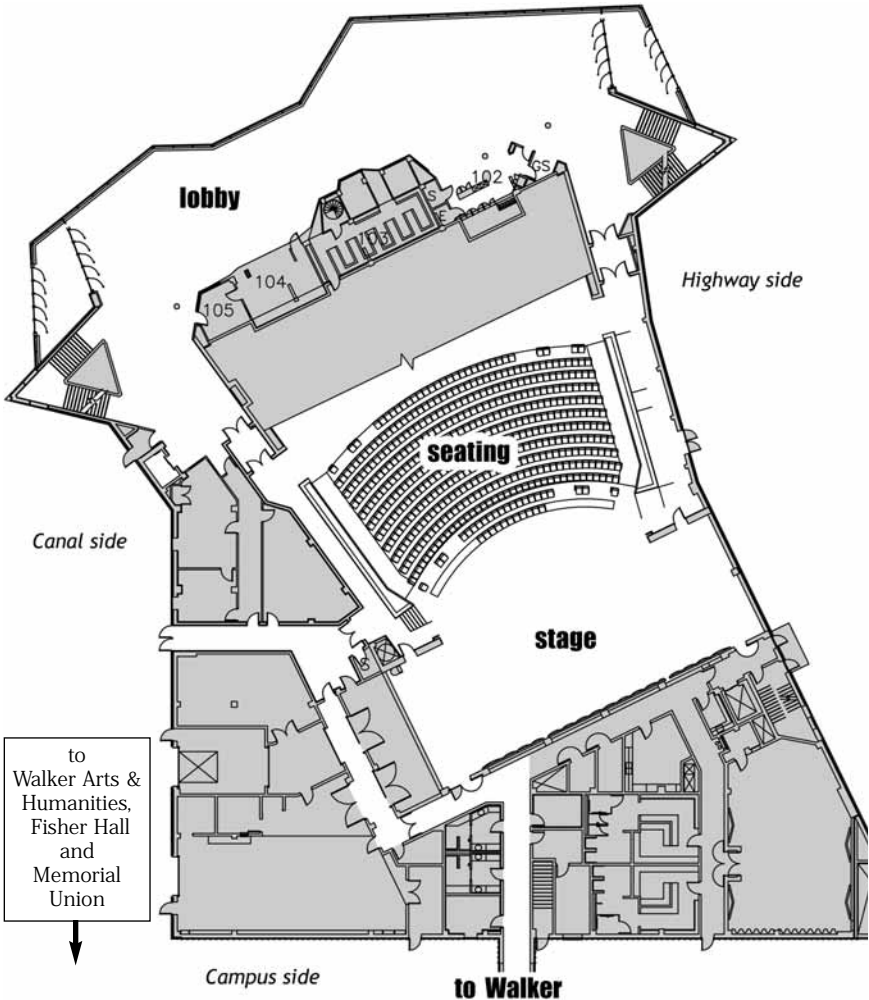 lobby
102
GS
S
E
103
104
105
Highway side
seating
Canal side
stage
S
to
Walker Arts &
Humanities,
Fisher Hall
and
Memorial
Union
Campus side
to Walker